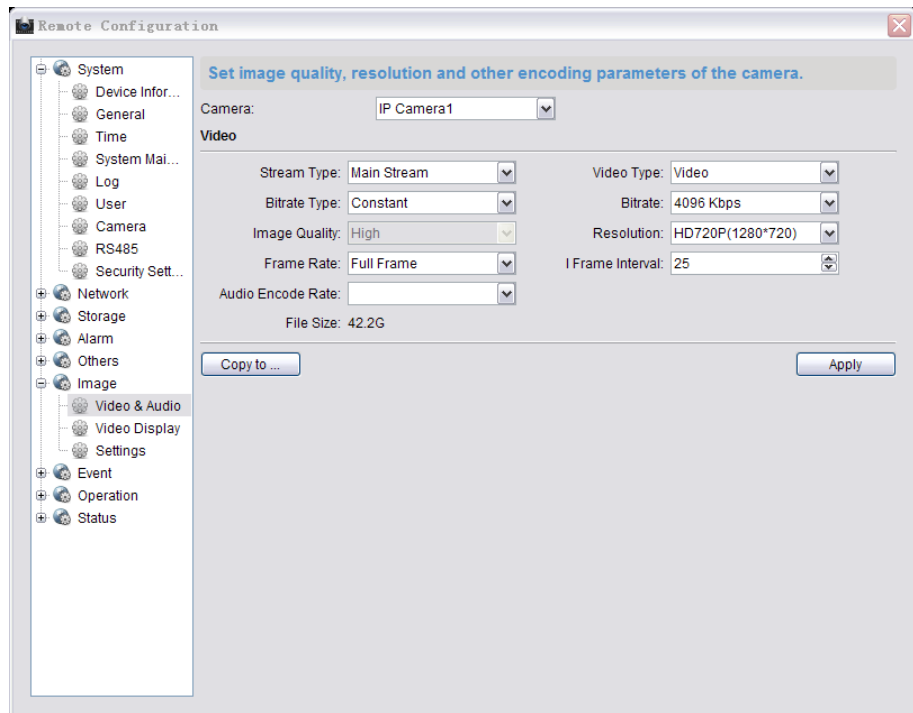 Remote Configuration
System
Device Infor...
General
Time
System Mai...
Log
User
Camera
RS485
Security Sett...
Network
Storage
Alarm
Others
Image
Video & Audio
Video Display
Settings
Event
Operation
Status
Set image quality, resolution and other encoding parameters of the camera.
Camera: IP Camera1
Video
Stream Type: Main Stream Video Type: Video
Bitrate Type: Constant Bitrate: 4096 Kbps
Image Quality: High Resolution: HD720P(1280*720)
Frame Rate: Full Frame I Frame Interval: 25
Audio Encode Rate:
File Size: 42.2G
Copy to ... Apply